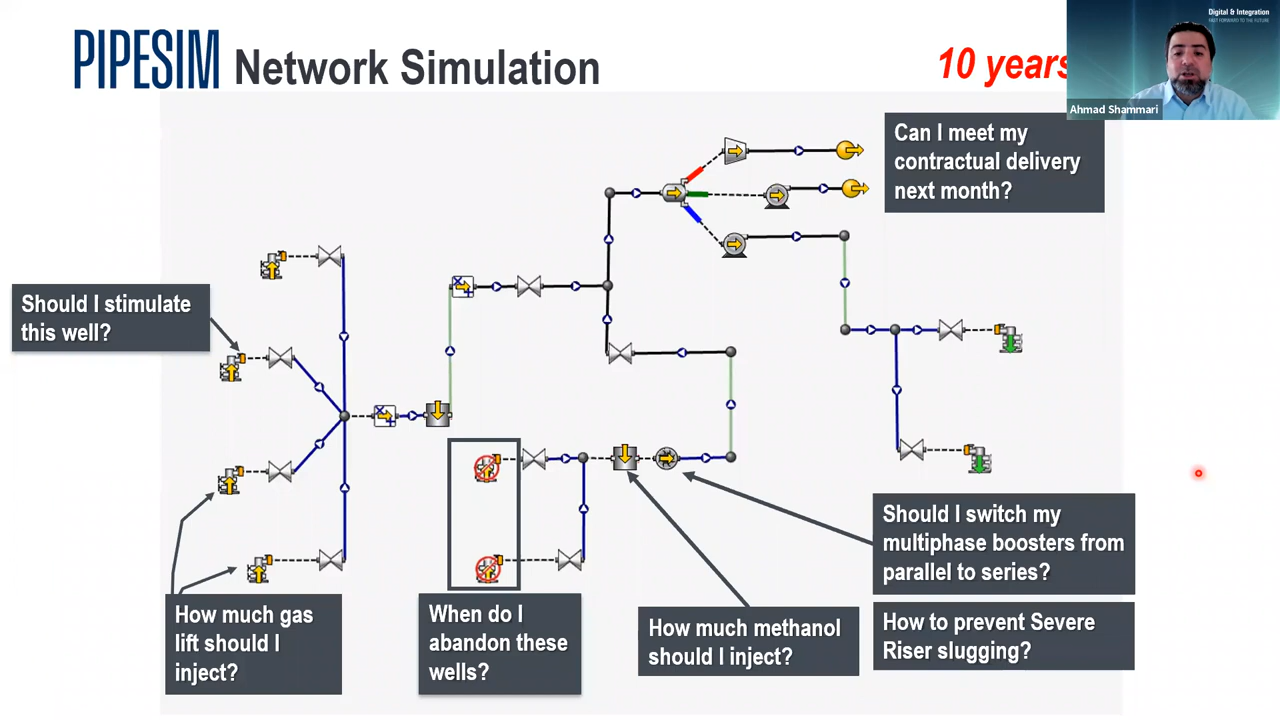 PIPESIM Network Simulation
10 years
Digital & Integration
Ahmad Shammari
Can I meet my
contractual delivery
next month?
Should I stimulate
this well?
How much gas
lift should I
inject?
When do I
abandon these
wells?
How much methanol
should I inject?
Should I switch my
multiphase boosters from
parallel to series?
How to prevent Severe
Riser slugging?